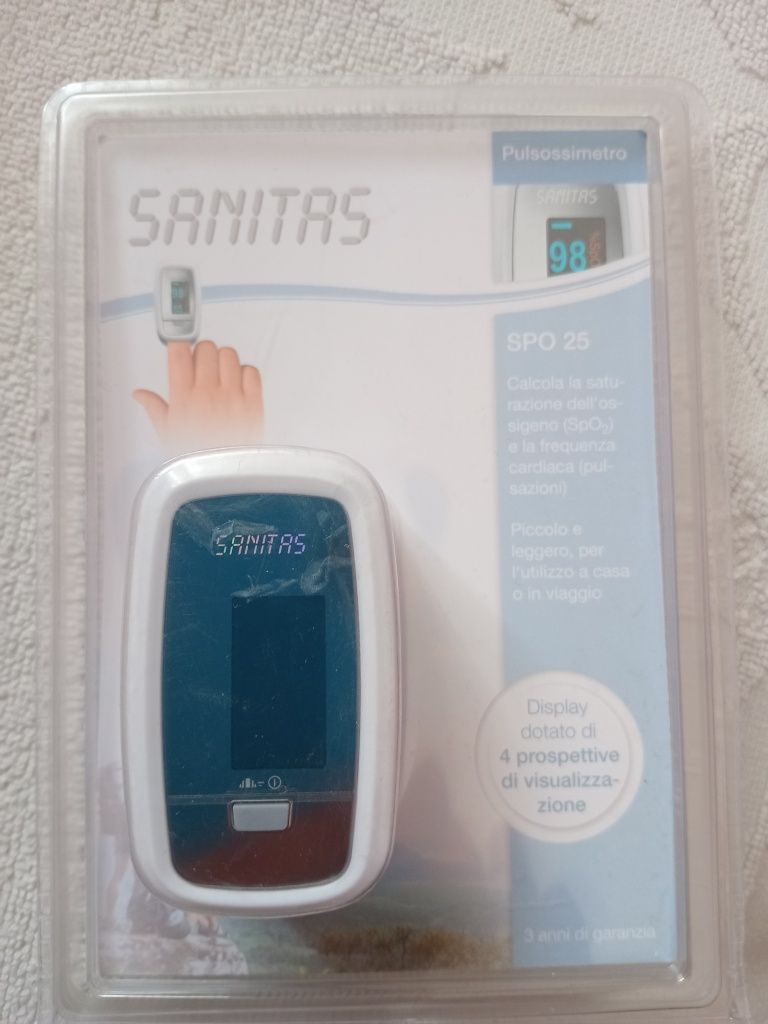 Pulsossimetro
SANITAS
SANITAS
98
%SpO
SPO 25
Calcola la satu-
razione dell'os-
sigeno (SpO₂)
e la frequenza
cardiaca (pul-
sazioni)
Piccolo e
leggero, per
l'utilizzo a casa
o in viaggio
SANITAS
Display
dotato di
4 prospettive
di visualizza-
zione
3 anni di garanzia